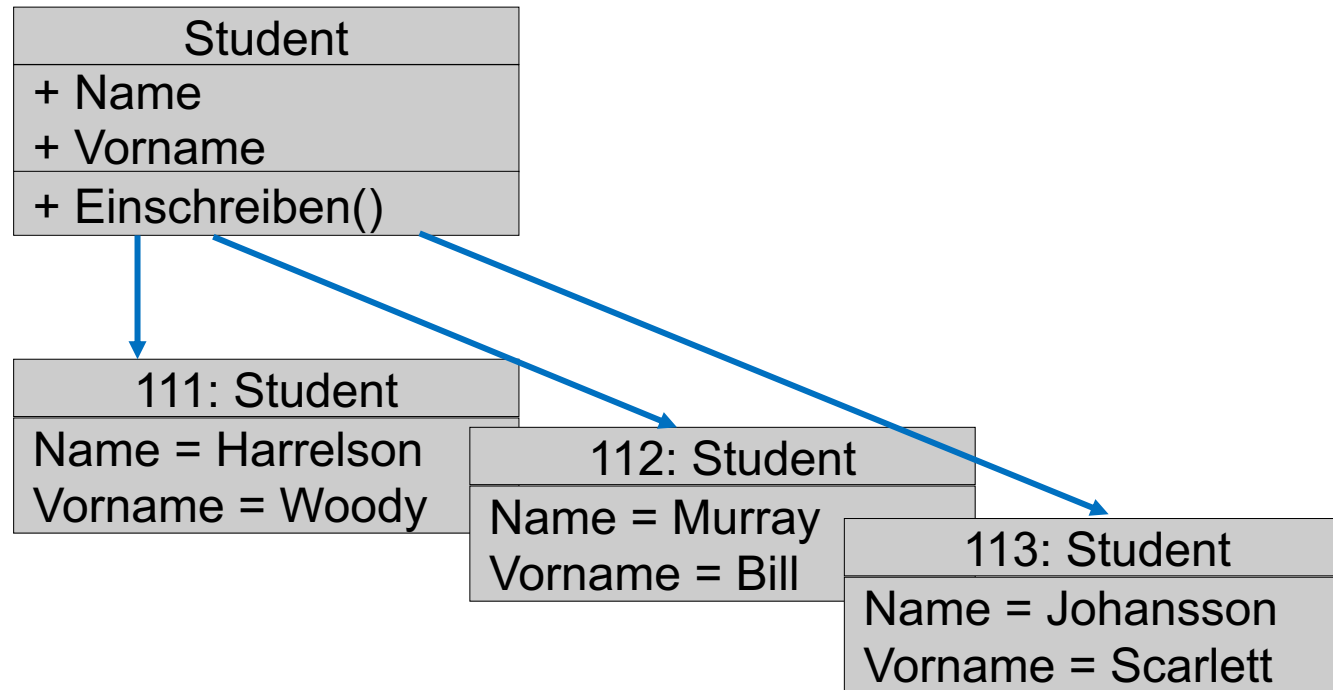 Student
+ Name
+ Vorname
+ Einschreiben()
111: Student
Name = Harrelson
Vorname = Woody
112: Student
Name = Murray
Vorname = Bill
113: Student
Name = Johansson
Vorname = Scarlett